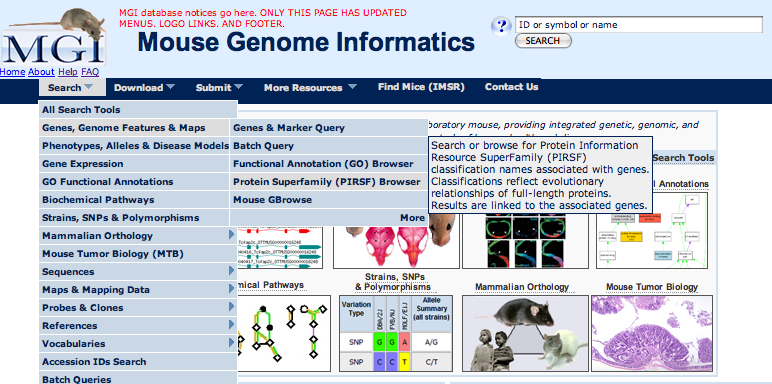 MGI database notices go here. ONLY THIS PAGE HAS UPDATED
MENUS. LOGO LINKS. AND FOOTER.
MGI
Mouse Genome Informatics
?
ID or symbol or name
SEARCH
Home About Help FAQ
Search Download Submit More Resources Find Mice (IMSR) Contact Us
All Search Tools
Genes, Genome Features & Maps
Phenotypes, Alleles & Disease Models
Gene Expression
GO Functional Annotations
Biochemical Pathways
Strains, SNPs & Polymorphisms
Mammalian Orthology
Mouse Tumor Biology (MTB)
Sequences
Maps & Mapping Data
Probes & Clones
References
Vocabularies
Accession IDs Search
Batch Queries
Genes & Marker Query
Batch Query
Functional Annotation (GO) Browser
Protein Superfamily (PIRSF) Browser
Mouse GBrowse
More
boratory mouse, providing integrated genetic, genomic, and
Search or browse for Protein Information
Resource SuperFamily (PIRSF)
classification names associated with genes.
Classifications reflect evolutionary
relationships of full-length proteins.
Results are linked to the associated genes.
Search Tools
l Annotations
mical Pathways
Strains, SNPs
& Polymorphisms
Mammalian Orthology
Mouse Tumor Biology
Variation
Type
DBA/2J
FVB/NJ
MOLF/EiJ
Allele
Summary
(all strains)
SNP G G A A/G
SNP C C T C/T